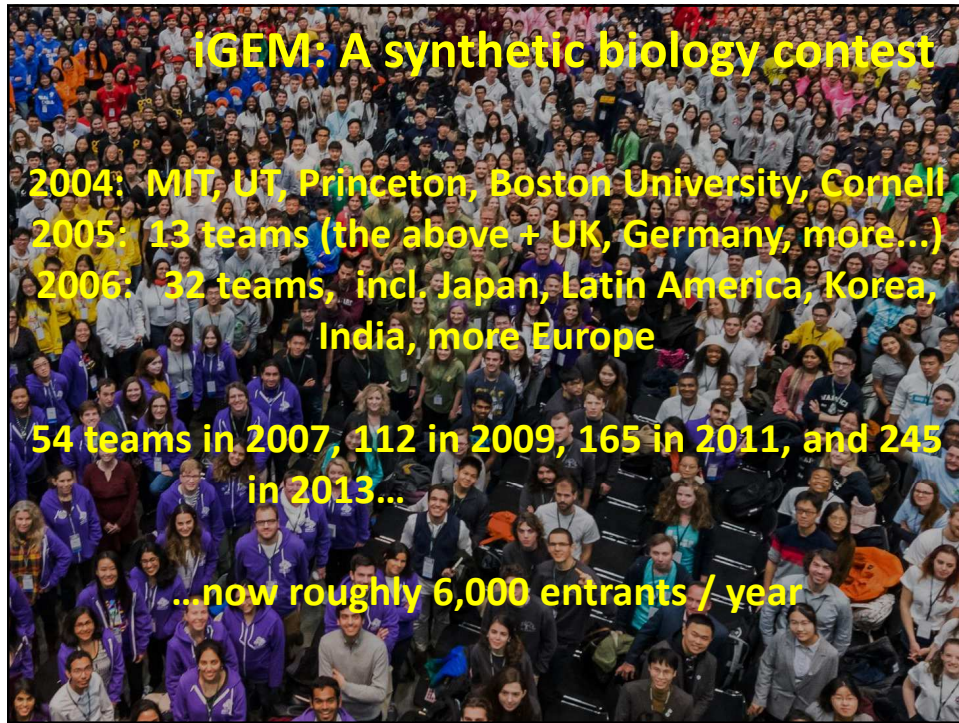 iGEM: A synthetic biology contest
2004: MIT, UT, Princeton, Boston University, Cornell
2005: 13 teams (the above + UK, Germany, more...)
2006: 32 teams, incl. Japan, Latin America, Korea,
India, more Europe
54 teams in 2007, 112 in 2009, 165 in 2011, and 245
in 2013…
…now roughly 6,000 entrants / year